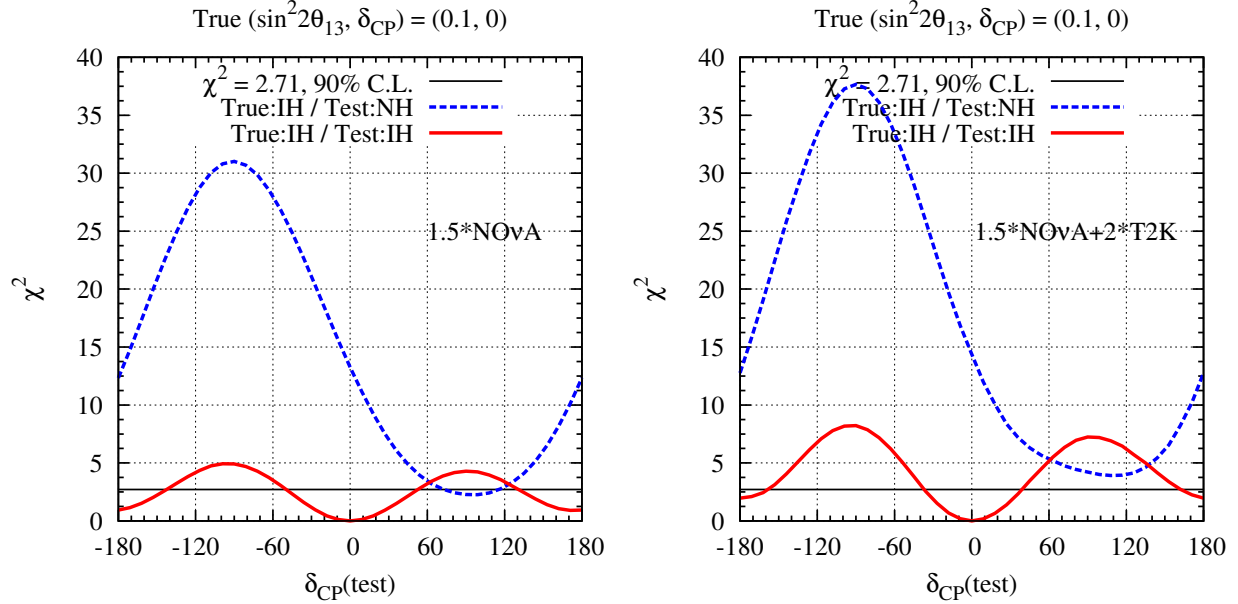 True (sin²2θ₁₃, δ_CP) = (0.1, 0)
40
35
30
25
20
15
10
5
0
χ²
χ² = 2.71, 90% C.L.
True:IH / Test:NH
True:IH / Test:IH
1.5*NOνA
-180 -120 -60 0 60 120 180
δ_CP(test)
True (sin²2θ₁₃, δ_CP) = (0.1, 0)
40
35
30
25
20
15
10
5
0
χ²
χ² = 2.71, 90% C.L.
True:IH / Test:NH
True:IH / Test:IH
1.5*NOνA+2*T2K
-180 -120 -60 0 60 120 180
δ_CP(test)